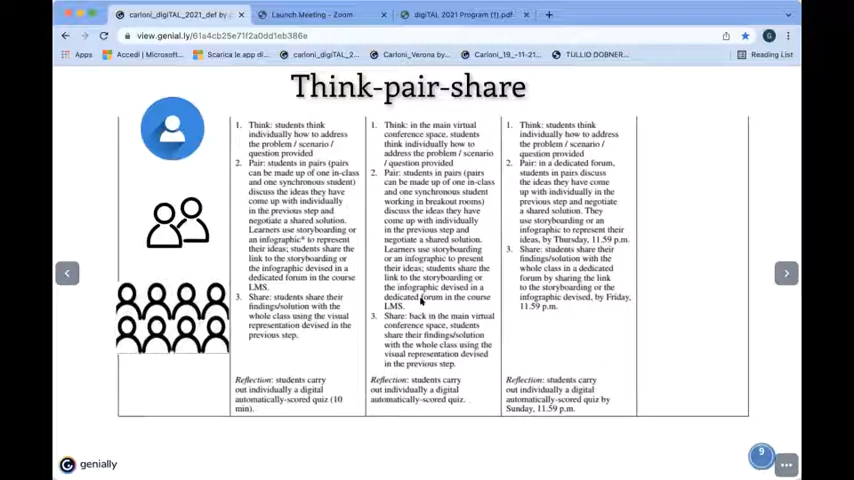 carloni_digiTAL_2021_def by c
Launch Meeting - Zoom
digiTAL 2021 Program (1).pdf
view.genial.ly/61a4cb25e71f2a0dd1eb386e
Apps
Accedi | Microsoft...
Scarica le app di...
carloni_digiTAL_2...
Carloni_Verona by...
Carloni_19_-11-21...
TULLIO DOBNER...
Reading List
Think-pair-share
1. Think: students think
individually how to address
the problem / scenario /
question provided
2. Pair: students in pairs (pairs
can be made up of one in-class
and one synchronous student)
discuss the ideas they have
come up with individually
in the previous step and
negotiate a shared solution.
Learners use storyboarding or
an infographic* to represent
their ideas; students share the
link to the storyboarding or
the infographic devised in a
dedicated forum in the course
LMS.
3. Share: students share their
findings/solution with the
whole class using the visual
representation devised in the
previous step.
Reflection: students carry
out individually a digital
automatically-scored quiz (10
min).
1. Think: in the main virtual
conference space, students
think individually how to
address the problem / scenario
/ question provided
2. Pair: students in pairs (pairs
can be made up of one in-class
and one synchronous student
working in breakout rooms)
discuss the ideas they have
come up with individually
in the previous step and
negotiate a shared solution.
Learners use storyboarding
or an infographic to present
their ideas; students share the
link to the storyboarding or
the infographic devised in a
dedicated forum in the course
LMS.
3. Share: back in the main virtual
conference space, students
share their findings/solution
with the whole class using the
visual representation devised
in the previous step.
Reflection: students carry
out individually a digital
automatically-scored quiz.
1. Think: students think
individually how to address
the problem / scenario /
question provided
2. Pair: in a dedicated forum,
students in pairs discuss
the ideas they have come
up with individually in the
previous step and negotiate
a shared solution. They
use storyboarding or an
infographic to represent their
ideas, by Thursday, 11.59 p.m.
3. Share: students share their
findings/solution with the
whole class in a dedicated
forum by sharing the link
to the storyboarding or the
infographic devised, by Friday,
11.59 p.m.
Reflection: students carry
out individually a digital
automatically-scored quiz by
Sunday, 11.59 p.m.
genially
9